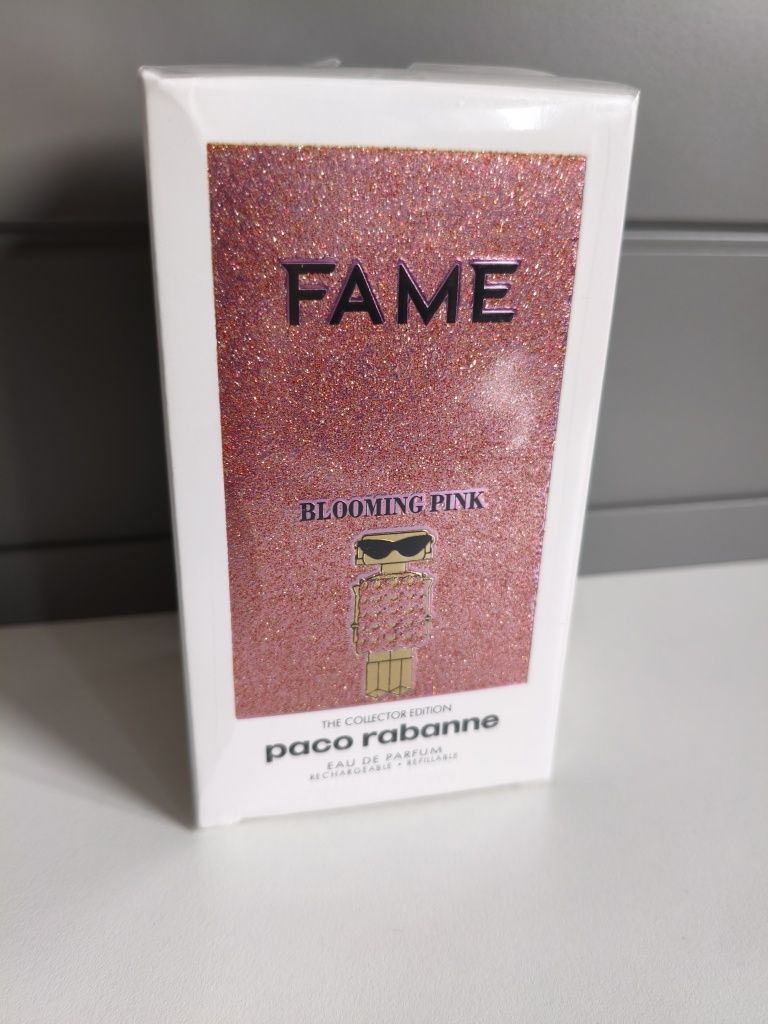 FAME
BLOOMING PINK
THE COLLECTOR EDITION
paco rabanne
EAU DE PARFUM
RECHARGEABLE • REFILLABLE